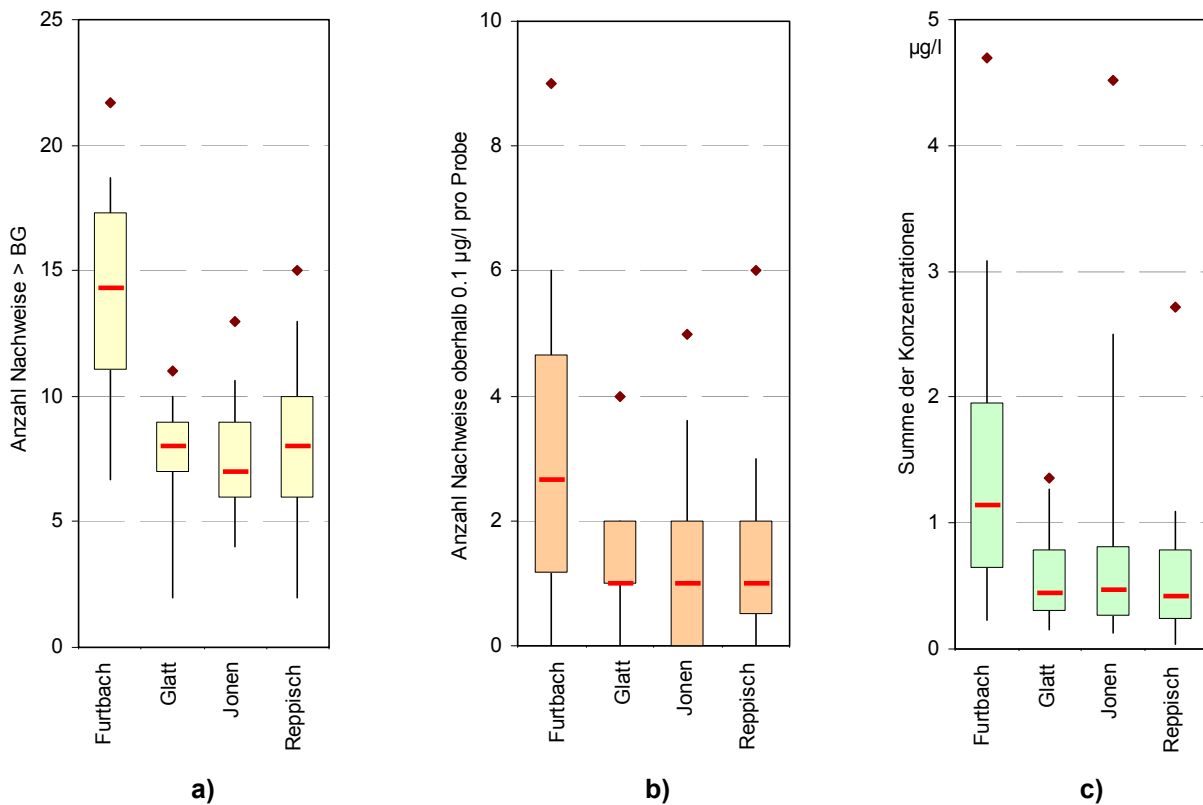 Anzahl Nachweise > BG
25
20
15
10
5
0
Furtbach
Glatt
Jonen
Reppisch
a)
Anzahl Nachweise oberhalb 0.1 µg/l pro Probe
10
8
6
4
2
0
Furtbach
Glatt
Jonen
Reppisch
b)
Summe der Konzentrationen
µg/l
5
4
3
2
1
0
Furtbach
Glatt
Jonen
Reppisch
c)